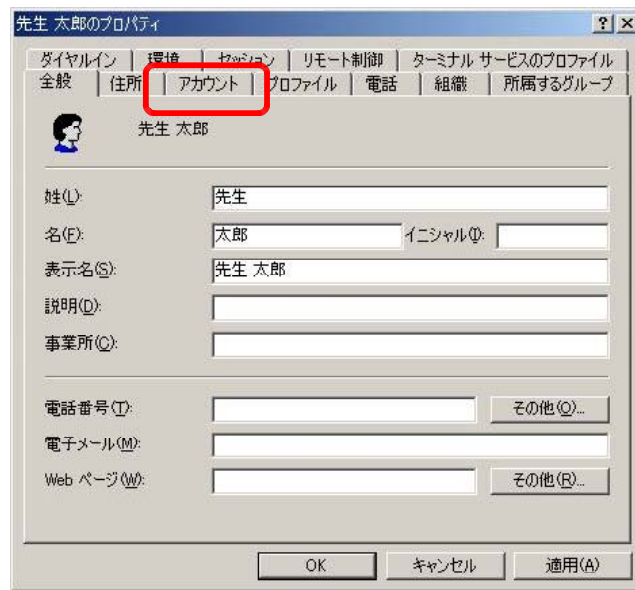 先生 太郎のプロパティ
ダイヤルイン 環境 セッション リモート制御 ターミナル サービスのプロファイル
全般 住所 アカウント プロファイル 電話 組織 所属するグループ
先生 太郎
姓(L): 先生
名(F): 太郎 イニシャル(I):
表示名(S): 先生 太郎
説明(D):
事業所(C):
電話番号(T): その他(O)...
電子メール(M):
Web ページ(W): その他(R)...
OK キャンセル 適用(A)